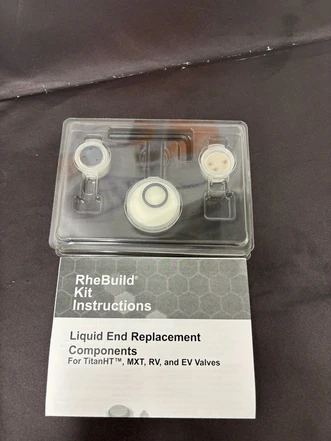 RheBuild®
Kit
Instructions
Liquid End Replacement
Components
For TitanHT™, MXT, RV, and EV Valves